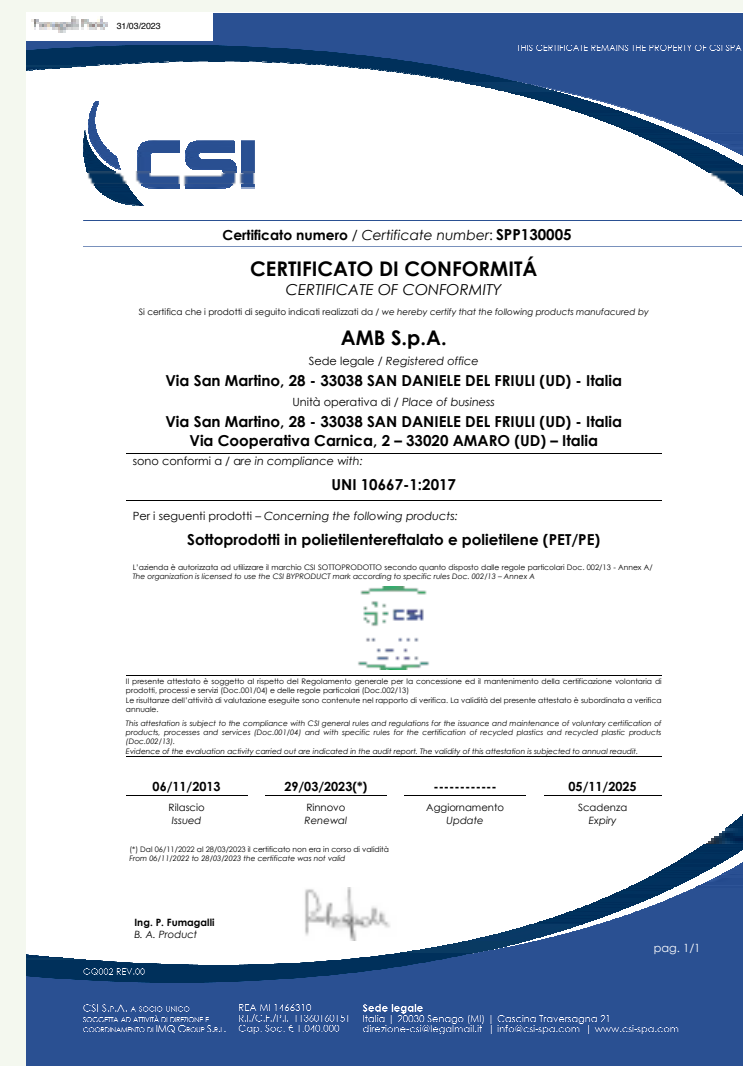 Fumagalli Paolo 31/03/2023
THIS CERTIFICATE REMAINS THE PROPERTY OF CSI SPA
CSI
Certificato numero / Certificate number: SPP130005
CERTIFICATO DI CONFORMITÁ
CERTIFICATE OF CONFORMITY
Si certifica che i prodotti di seguito indicati realizzati da / we hereby certify that the following products manufacured by
AMB S.p.A.
Sede legale / Registered office
Via San Martino, 28 - 33038 SAN DANIELE DEL FRIULI (UD) - Italia
Unità operativa di / Place of business
Via San Martino, 28 - 33038 SAN DANIELE DEL FRIULI (UD) - Italia
Via Cooperativa Carnica, 2 – 33020 AMARO (UD) – Italia
sono conformi a / are in compliance with:
UNI 10667-1:2017
Per i seguenti prodotti – Concerning the following products:
Sottoprodotti in polietilentereftalato e polietilene (PET/PE)
L'azienda è autorizzata ad utilizzare il marchio CSI SOTTOPRODOTTO secondo quanto disposto dalle regole particolari Doc. 002/13 - Annex A/
The organization is licensed to use the CSI BYPRODUCT mark according to specific rules Doc. 002/13 – Annex A
CSI
Il presente attestato è soggetto al rispetto del Regolamento generale per la concessione ed il mantenimento della certificazione volontaria di
prodotti, processi e servizi (Doc.001/04) e delle regole particolari (Doc.002/13)
Le risultanze dell'attività di valutazione eseguite sono contenute nel rapporto di verifica. La validità del presente attestato è subordinata a verifica
annuale.
This attestation is subject to the compliance with CSI general rules and regulations for the issuance and maintenance of voluntary certification of
products, processes and services (Doc.001/04) and with specific rules for the certification of recycled plastics and recycled plastic products
(Doc.002/13).
Evidence of the evaluation activity carried out are indicated in the audit report. The validity of this attestation is subjected to annual reaudit.
06/11/2013 29/03/2023(*) ------------ 05/11/2025
Rilascio Rinnovo Aggiornamento Scadenza
Issued Renewal Update Expiry
(*) Dal 06/11/2022 al 28/03/2023 il certificato non era in corso di validità
From 06/11/2022 to 28/03/2023 the certificate was not valid
Ing. P. Fumagalli
B. A. Product
pag. 1/1
GQ002 REV.00
CSI S.P.A. A SOCIO UNICO REA MI 1466310 Sede legale
SOGGETTA AD ATTIVITÀ DI DIREZIONE E R.I./C.F./P.I. 11360160151 Italia | 20030 Senago (MI) | Cascina Traversagna 21
COORDINAMENTO DI IMQ GROUP S.R.L. Cap. Soc. € 1.040.000 direzione-csi@legalmail.it | info@csi-spa.com | www.csi-spa.com